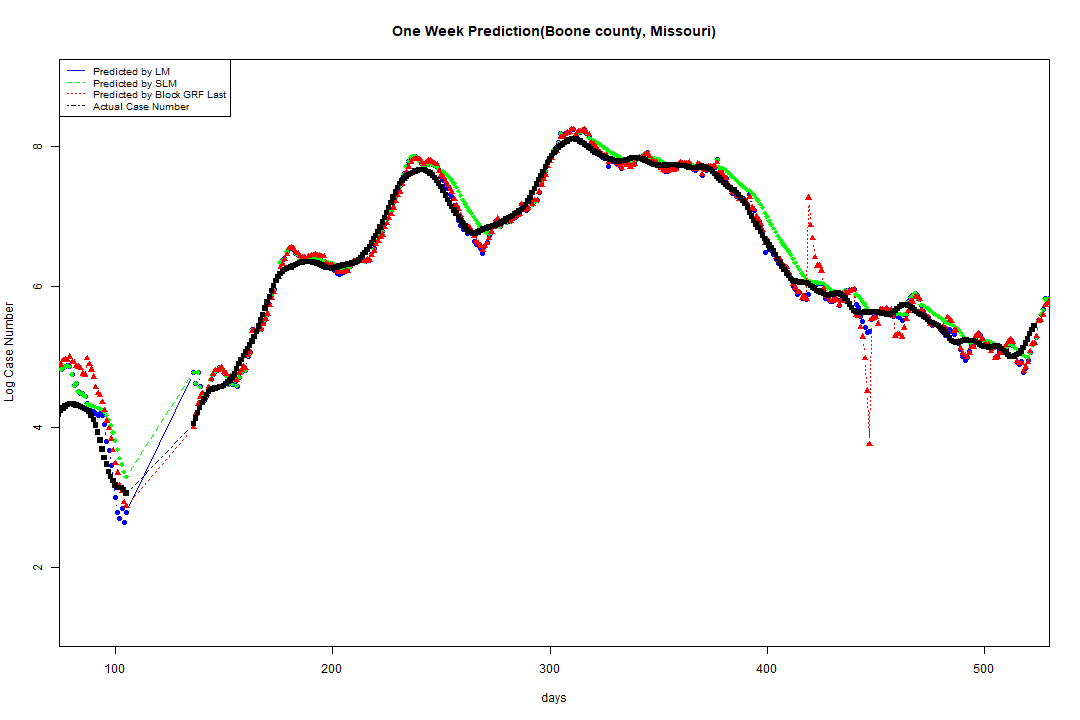 One Week Prediction(Boone county, Missouri)
Predicted by LM
Predicted by SLM
Predicted by Block GRF Last
Actual Case Number
8
6
4
2
Log Case Number
100 200 300 400 500
days